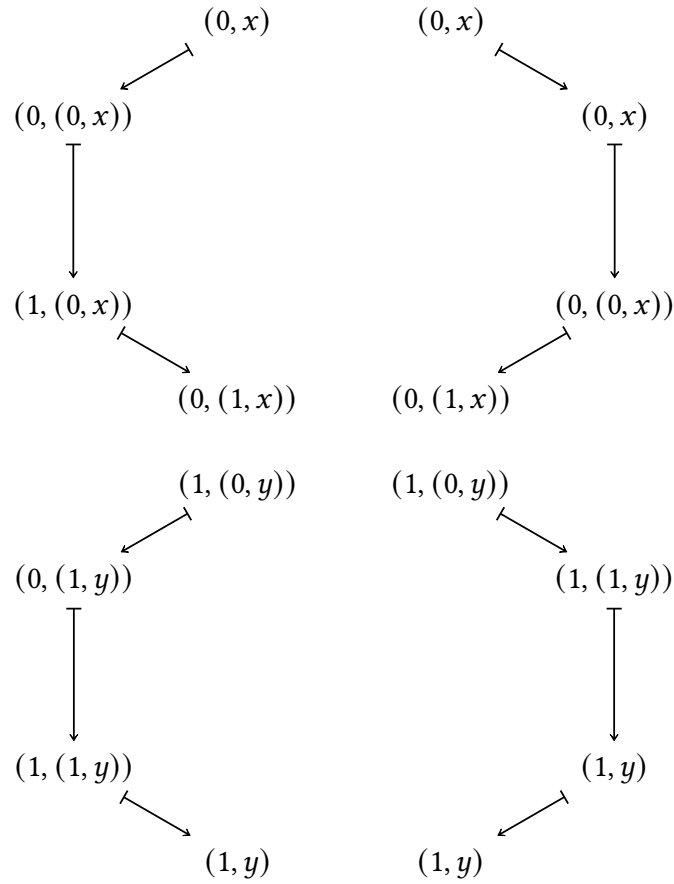 (0, x) (0, x)
(0, (0, x)) (0, x)
(1, (0, x)) (0, (0, x))
(0, (1, x)) (0, (1, x))
(1, (0, y)) (1, (0, y))
(0, (1, y)) (1, (1, y))
(1, (1, y)) (1, y)
(1, y) (1, y)